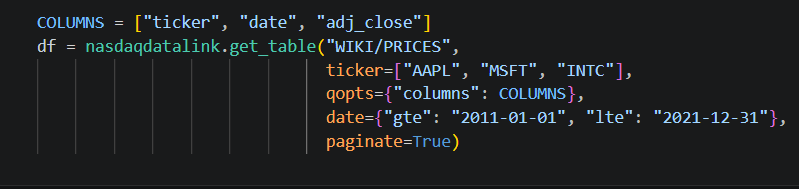 COLUMNS = ["ticker", "date", "adj_close"]
df = nasdaqdatalink.get_table("WIKI/PRICES",
ticker=["AAPL", "MSFT", "INTC"],
qopts={"columns": COLUMNS},
date={"gte": "2011-01-01", "lte": "2021-12-31"},
paginate=True)